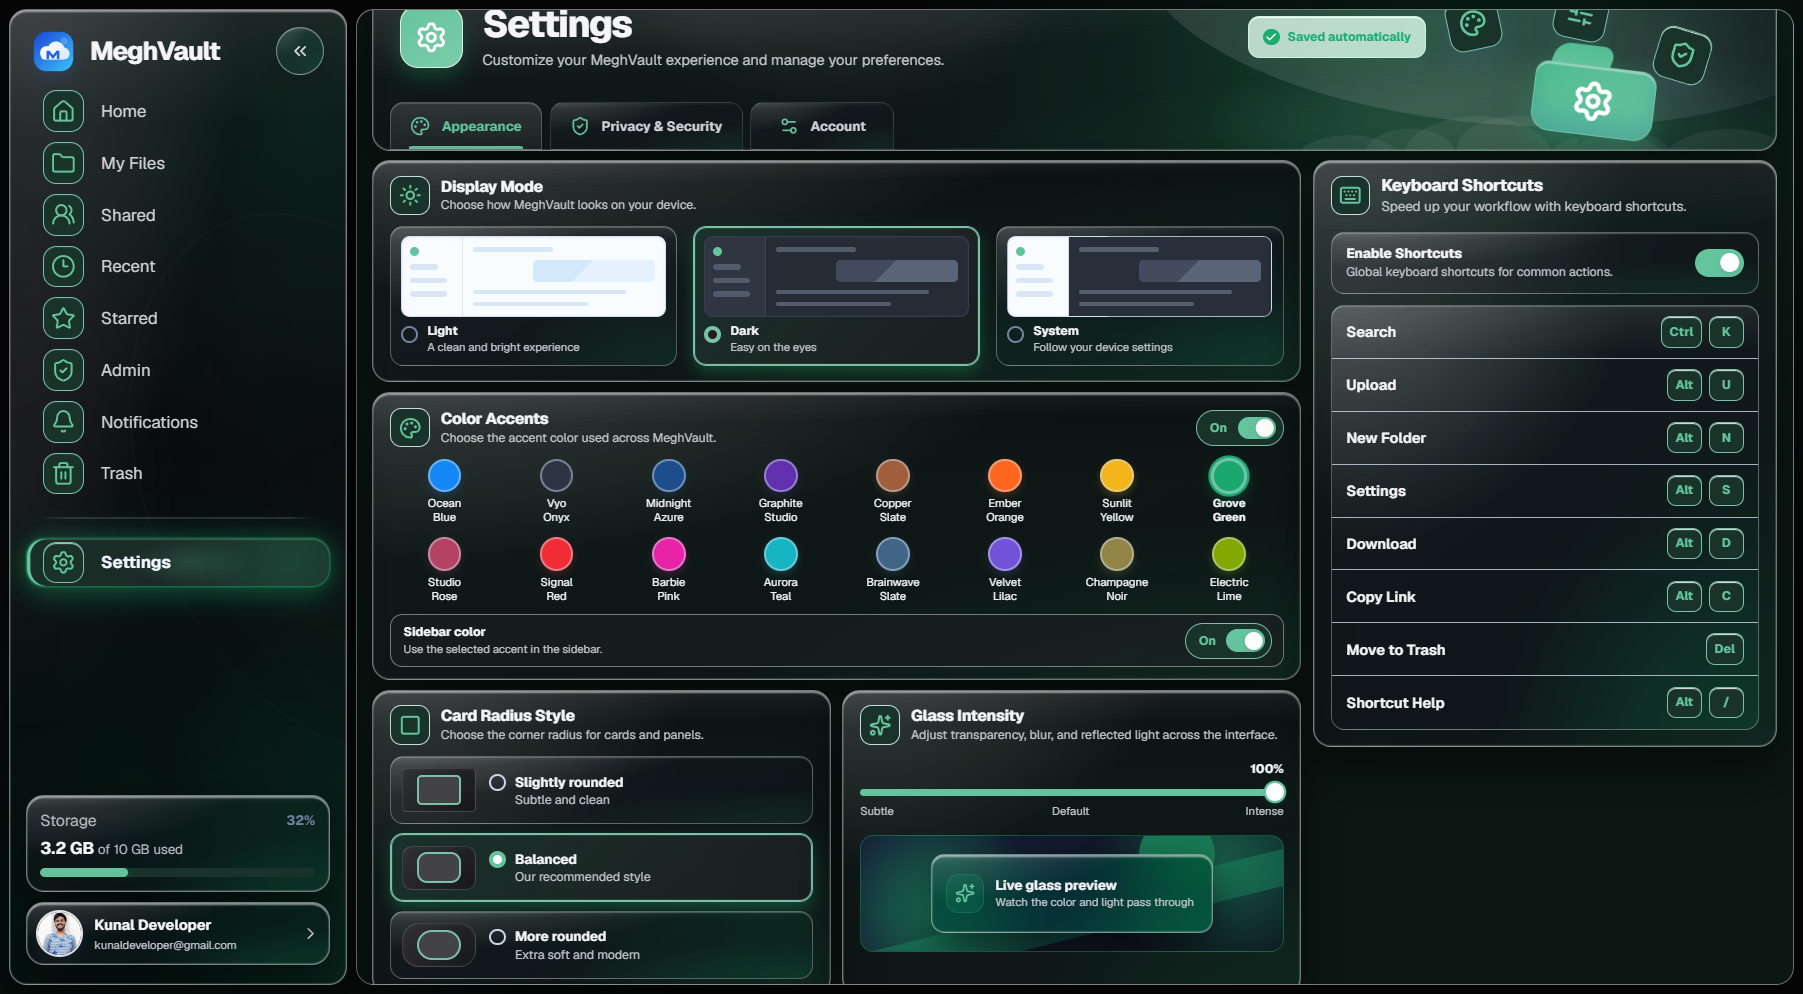 MeghVault
Home
My Files
Shared
Recent
Starred
Admin
Notifications
Trash
Settings
Storage
32%
3.2 GB of 10 GB used
Kunal Developer
kunaldeveloper@gmail.com
Settings
Customize your MeghVault experience and manage your preferences.
Saved automatically
Appearance
Privacy & Security
Account
Display Mode
Choose how MeghVault looks on your device.
Light
A clean and bright experience
Dark
Easy on the eyes
System
Follow your device settings
Color Accents
Choose the accent color used across MeghVault.
On
Ocean
Blue
Vyo
Onyx
Midnight
Azure
Graphite
Studio
Copper
Slate
Ember
Orange
Sunlit
Yellow
Grove
Green
Studio
Rose
Signal
Red
Barbie
Pink
Aurora
Teal
Brainwave
Slate
Velvet
Lilac
Champagne
Noir
Electric
Lime
Sidebar color
Use the selected accent in the sidebar.
On
Card Radius Style
Choose the corner radius for cards and panels.
Slightly rounded
Subtle and clean
Balanced
Our recommended style
More rounded
Extra soft and modern
Glass Intensity
Adjust transparency, blur, and reflected light across the interface.
100%
Subtle
Default
Intense
Live glass preview
Watch the color and light pass through
Keyboard Shortcuts
Speed up your workflow with keyboard shortcuts.
Enable Shortcuts
Global keyboard shortcuts for common actions.
Search Ctrl K
Upload Alt U
New Folder Alt N
Settings Alt S
Download Alt D
Copy Link Alt C
Move to Trash Del
Shortcut Help Alt /